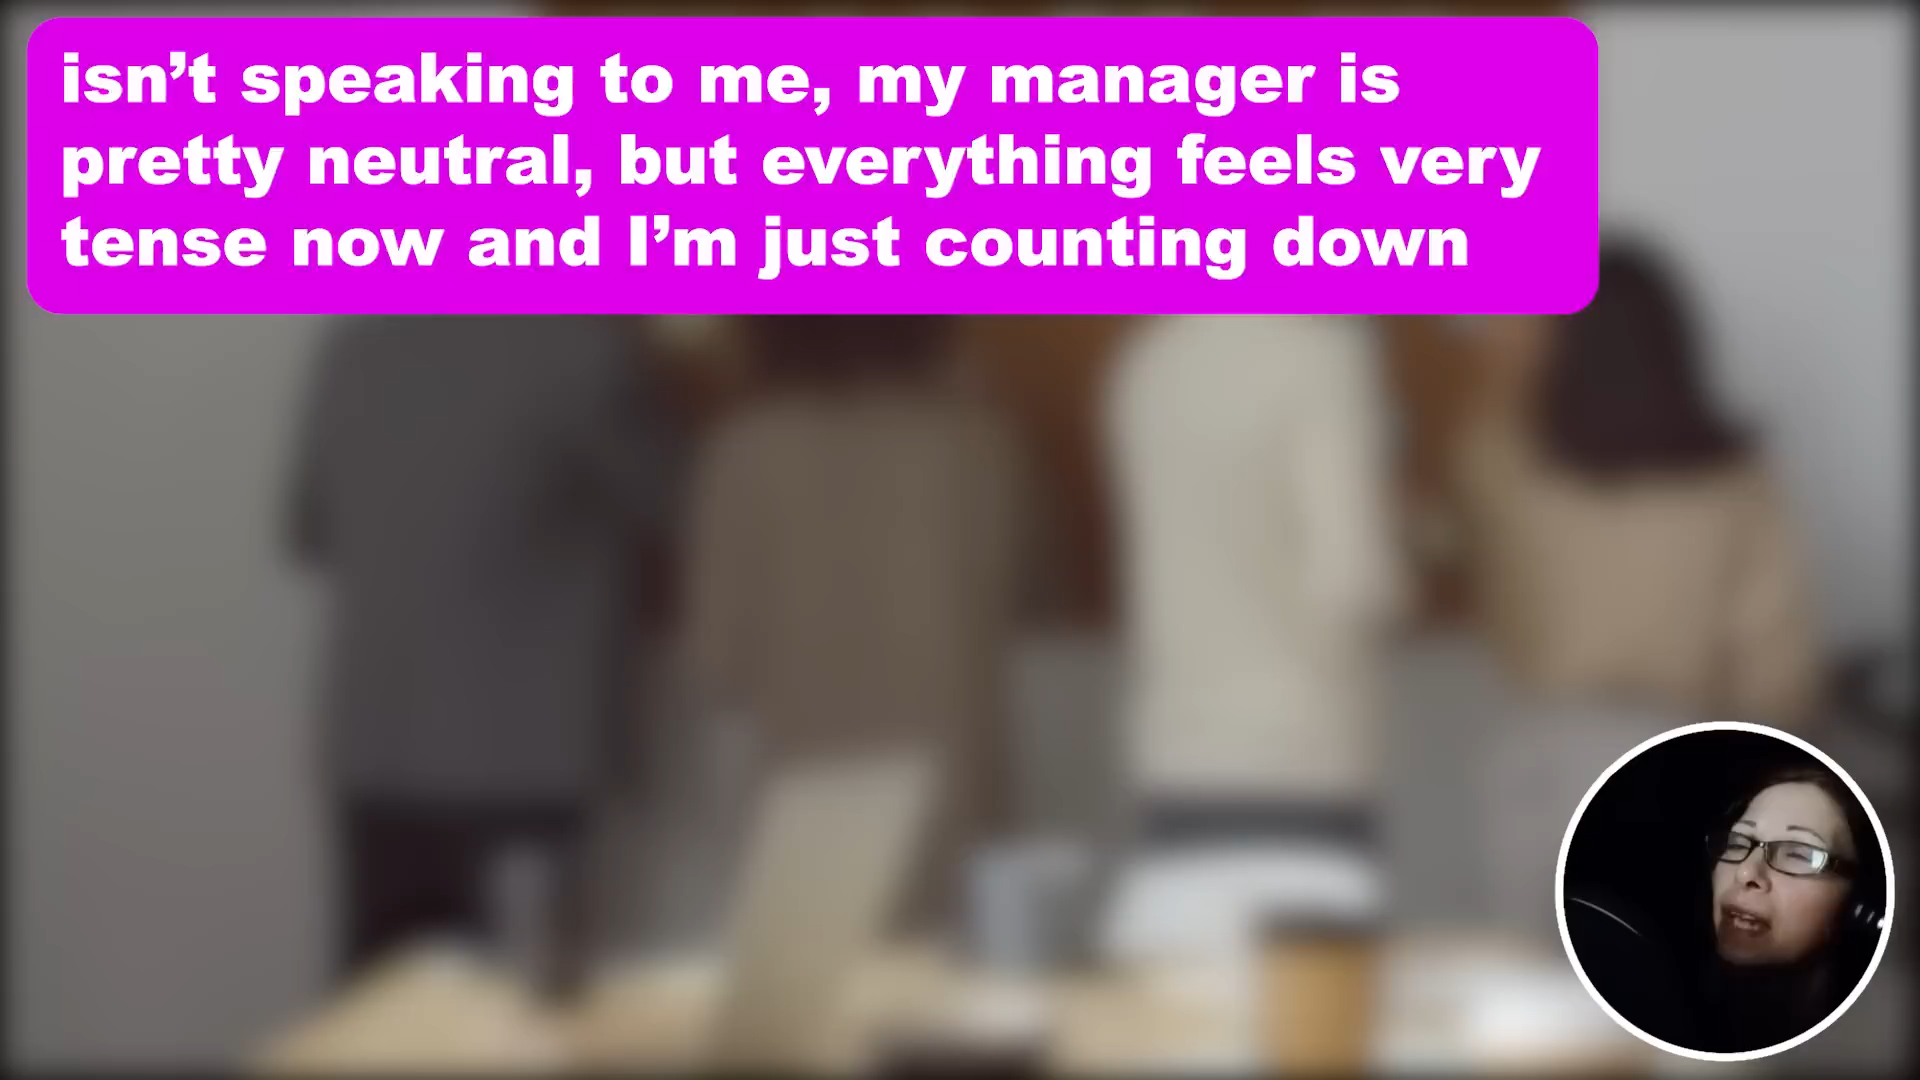 isn’t speaking to me, my manager is
pretty neutral, but everything feels very
tense now and I’m just counting down